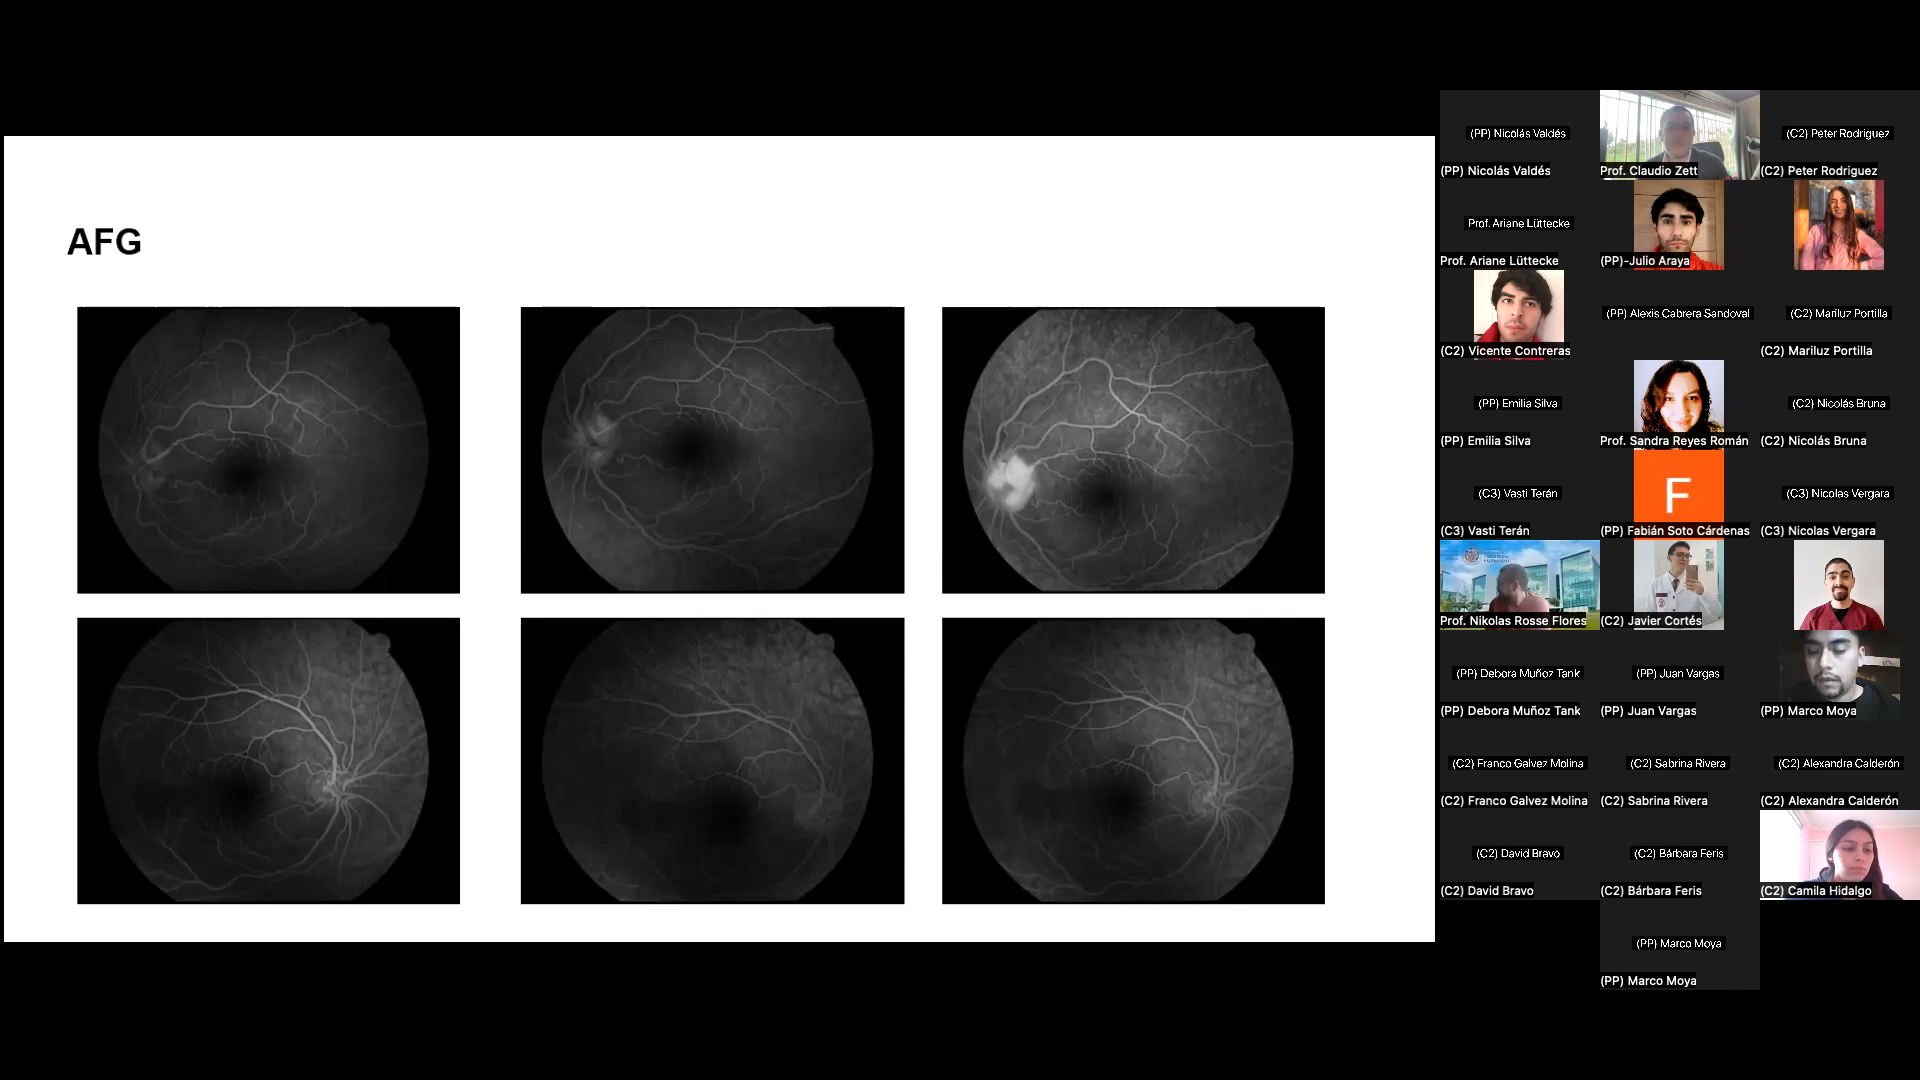 AFG
(PP) Nicolás Valdés
(C2) Peter Rodriguez
(PP) Nicolás Valdés
Prof. Claudio Zett
(C2) Peter Rodriguez
Prof. Ariane Lüttecke
Prof. Ariane Lüttecke
(PP)-Julio Araya
(PP) Alexis Cabrera Sandoval
(C2) Mariluz Portilla
(C2) Vicente Contreras
(C2) Mariluz Portilla
(PP) Emilia Silva
(C2) Nicolás Bruna
(PP) Emilia Silva
Prof. Sandra Reyes Román
(C2) Nicolás Bruna
(C3) Vasti Terán
F
(C3) Nicolas Vergara
(C3) Vasti Terán
(PP) Fabián Soto Cárdenas
(C3) Nicolas Vergara
Prof. Nikolas Rosse Flores
(C2) Javier Cortés
(PP) Debora Muñoz Tank
(PP) Juan Vargas
(PP) Debora Muñoz Tank
(PP) Juan Vargas
(PP) Marco Moya
(C2) Franco Galvez Molina
(C2) Sabrina Rivera
(C2) Alexandra Calderón
(C2) Franco Galvez Molina
(C2) Sabrina Rivera
(C2) Alexandra Calderón
(C2) David Bravo
(C2) Bárbara Feris
(C2) David Bravo
(C2) Bárbara Feris
(C2) Camila Hidalgo
(PP) Marco Moya
(PP) Marco Moya